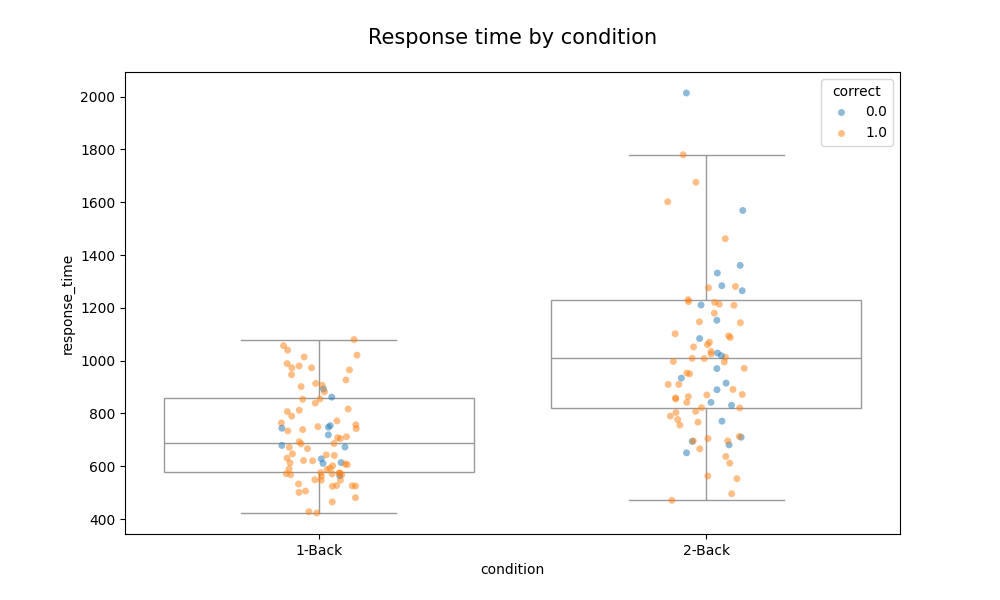 Response time by condition
correct
0.0
1.0
2000
1800
1600
1400
1200
1000
800
600
400
response_time
1-Back
2-Back
condition